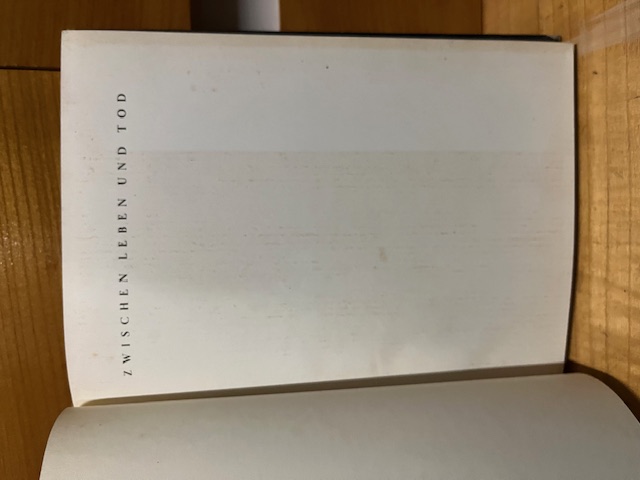 ZWISCHEN LEBEN UND TOD